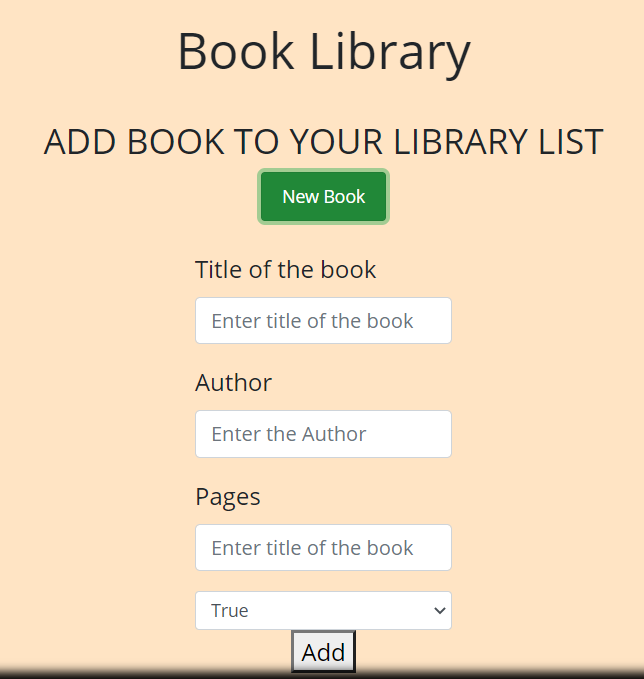 Book Library
ADD BOOK TO YOUR LIBRARY LIST
New Book
Title of the book
Enter title of the book
Author
Enter the Author
Pages
Enter title of the book
True
Add